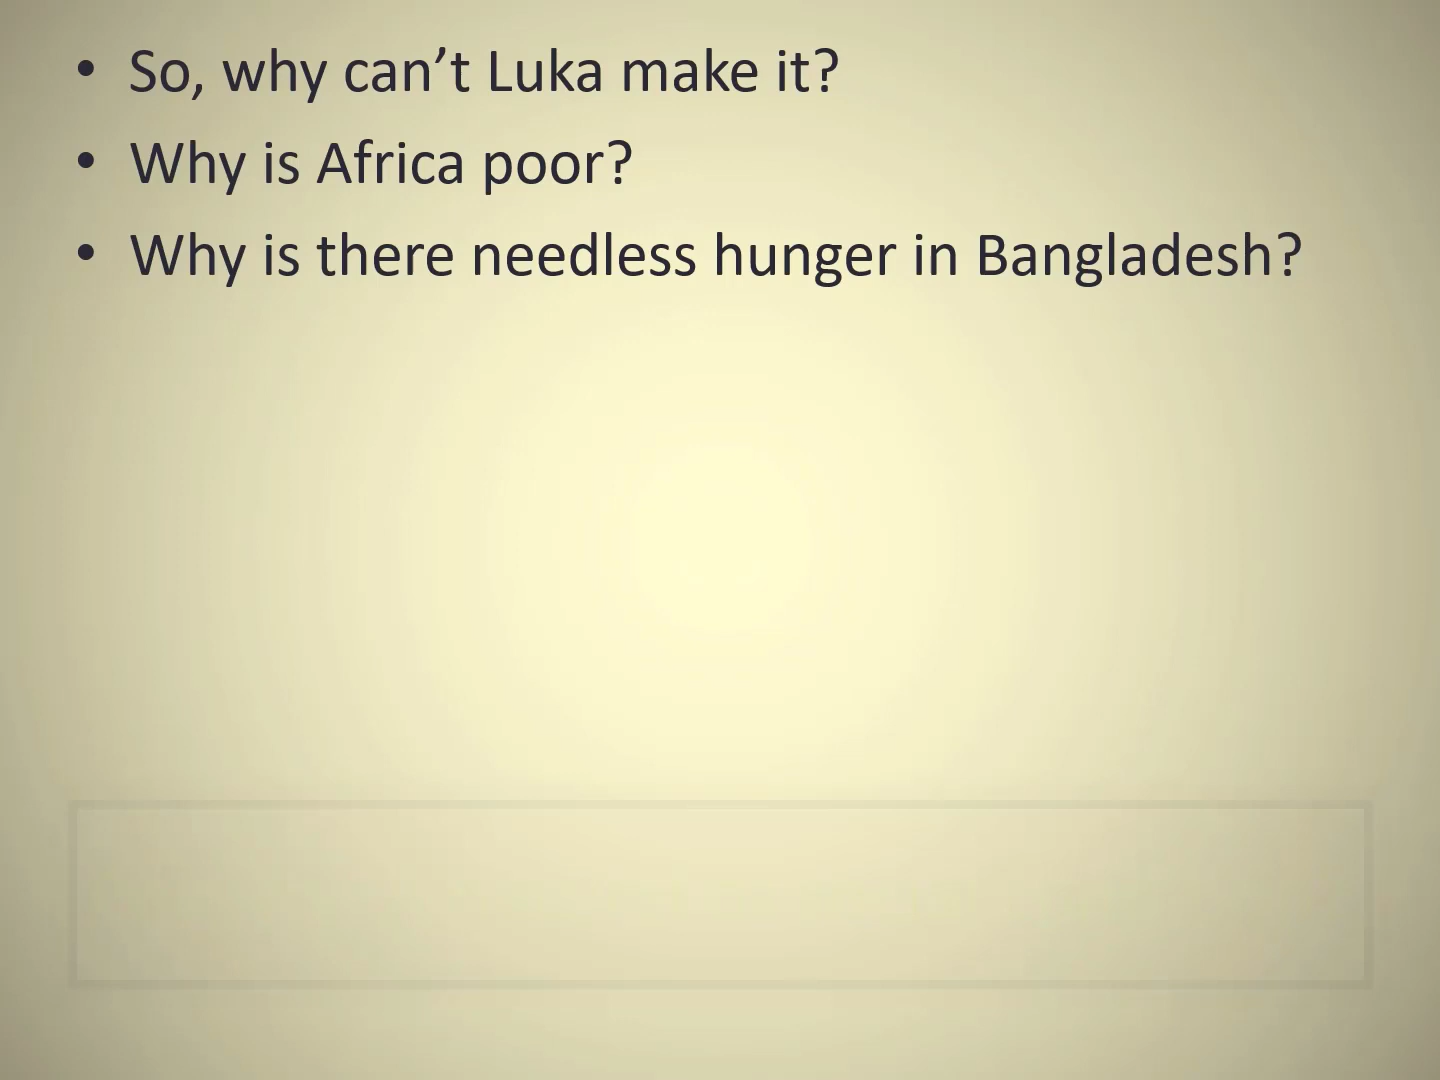 • So, why can’t Luka make it?
• Why is Africa poor?
• Why is there needless hunger in Bangladesh?